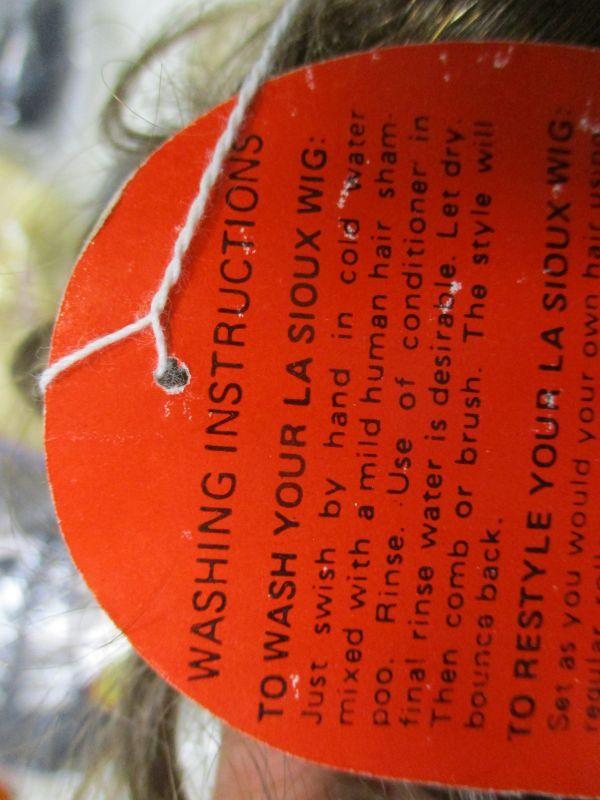 WASHING INSTRUCTIONS
TO WASH YOUR LA SIOUX WIG:
Just swish by hand in cold water
mixed with a mild human hair sham-
poo. Rinse. Use of conditioner in
final rinse water is desirable. Let dry.
Then comb or brush. The style will
bounce back.
TO RESTYLE YOUR LA SIOUX WIG:
Set as you would your own hair using
regular